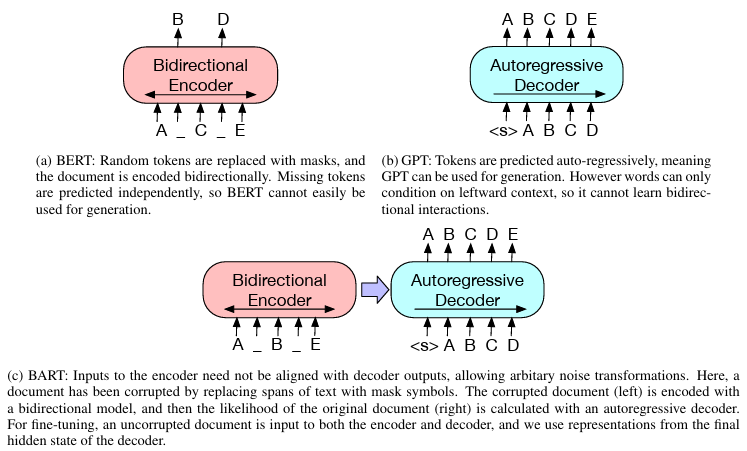 B D
Bidirectional
Encoder
A _ C _ E
(a) BERT: Random tokens are replaced with masks, and
the document is encoded bidirectionally. Missing tokens
are predicted independently, so BERT cannot easily be
used for generation.
A B C D E
Autoregressive
Decoder
<s> A B C D
(b) GPT: Tokens are predicted auto-regressively, meaning
GPT can be used for generation. However words can only
condition on leftward context, so it cannot learn bidirec-
tional interactions.
A B C D E
Bidirectional
Encoder
Autoregressive
Decoder
A _ B _ E
<s> A B C D
(c) BART: Inputs to the encoder need not be aligned with decoder outputs, allowing arbitary noise transformations. Here, a
document has been corrupted by replacing spans of text with mask symbols. The corrupted document (left) is encoded with
a bidirectional model, and then the likelihood of the original document (right) is calculated with an autoregressive decoder.
For fine-tuning, an uncorrupted document is input to both the encoder and decoder, and we use representations from the final
hidden state of the decoder.